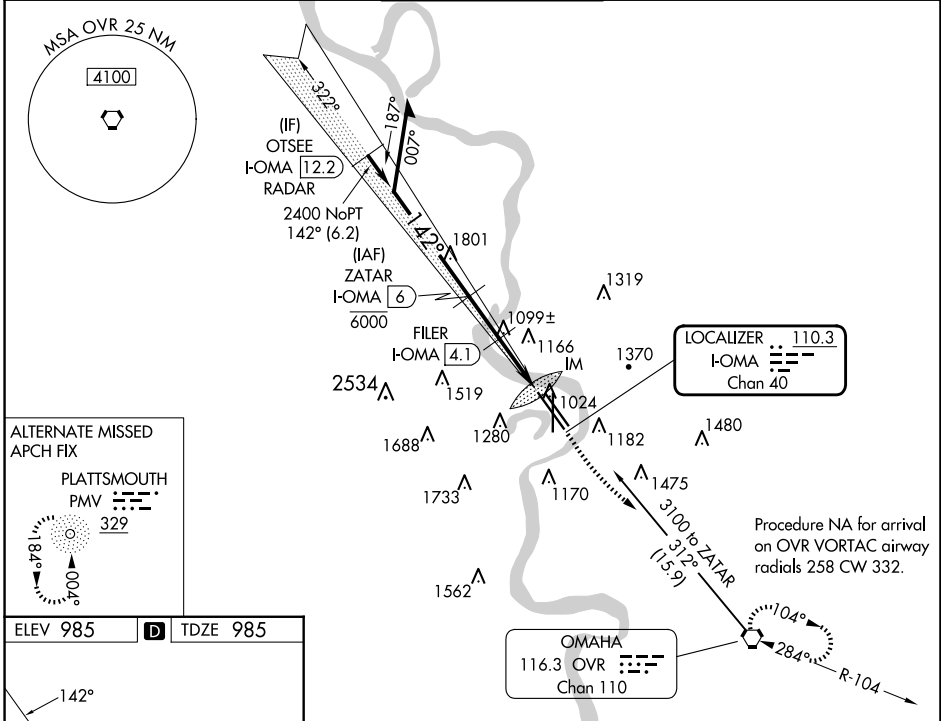 MSA OVR 25 NM
4100
322°
187°
007°
(IF)
OTSEE
I-OMA 12.2
RADAR
2400 NoPT
142° (6.2)
142°
1801
(IAF)
ZATAR
I-OMA 6
6000
1319
FILER
I-OMA 4.1
1099±
1166
IM
1370
LOCALIZER 110.3
I-OMA
Chan 40
2534
1519
1024
1688
1280
1182
1480
ALTERNATE MISSED
APCH FIX
PLATTSMOUTH
PMV
329
184°
004°
1733
1170
1475
3100 to ZATAR
312°
(15.9)
Procedure NA for arrival
on OVR VORTAC airway
radials 258 CW 332.
1562
104°
284°
R-104
OMAHA
116.3 OVR
Chan 110
ELEV 985 D TDZE 985
142°